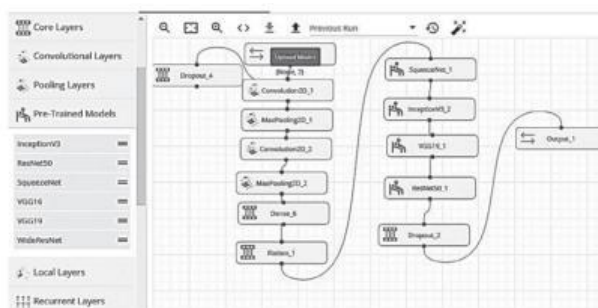 Core Layers
Convolutional Layers
Pooling Layers
Pre-Trained Models
InceptionV3
ResNet50
SqueezeNet
VGG16
VGG19
WideResNet
Local Layers
Recurrent Layers
Previous Run
Upload Model
Dropout_4
Convolution2D_1
MaxPooling2D_1
Convolution2D_2
MaxPooling2D_2
Dense_6
Flatten_1
SqueezeNet_1
InceptionV3_2
VGG19_1
ResNet50_1
Dropout_2
Output_1